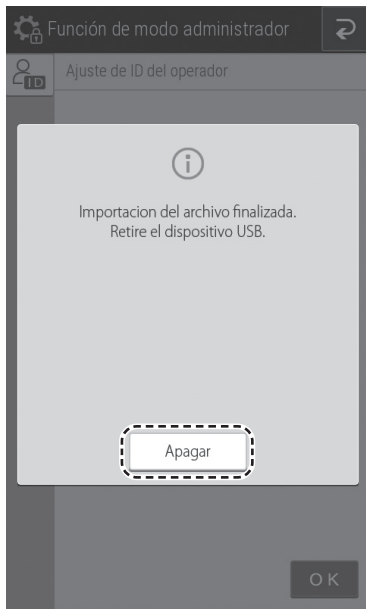 Función de modo administrador
ID
Ajuste de ID del operador
Importacion del archivo finalizada.
Retire el dispositivo USB.
Apagar
OK